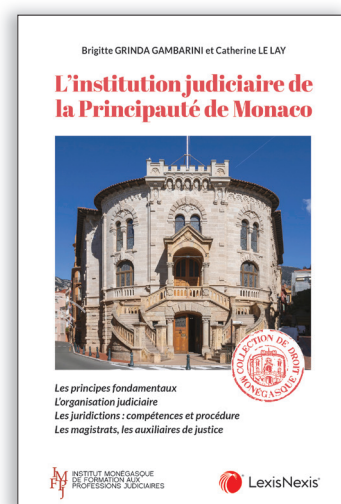 Brigitte GRINDA GAMBARINI et Catherine LE LAY
L'institution judiciaire de
la Principauté de Monaco
COLLECTION DE DROIT
MONÉGASQUE
Les principes fondamentaux
L'organisation judiciaire
Les juridictions : compétences et procédure
Les magistrats, les auxiliaires de justice
IM
FPJ
INSTITUT MONÉGASQUE
DE FORMATION AUX
PROFESSIONS JUDICIAIRES
LexisNexis®